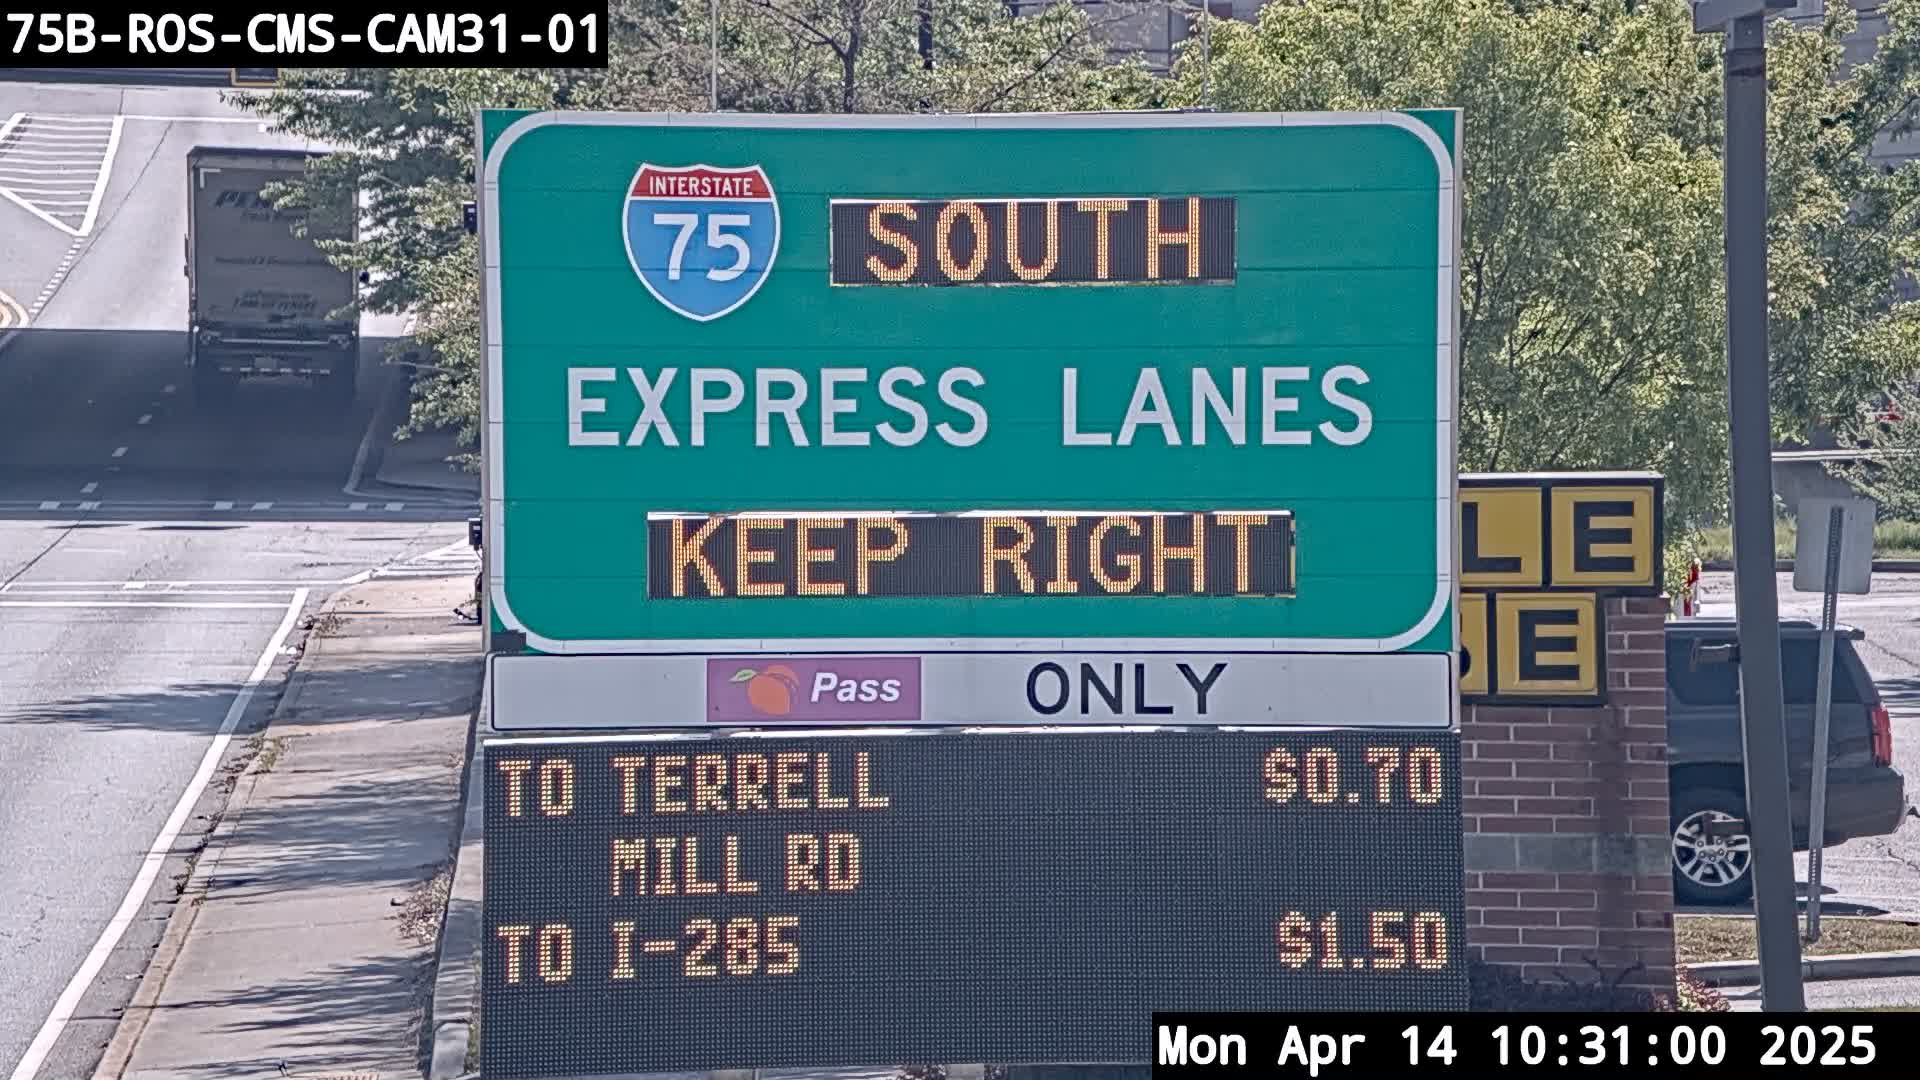 75B-ROS-CMS-CAM31-01
INTERSTATE
75
SOUTH
EXPRESS LANES
KEEP RIGHT
Pass ONLY
TO TERRELL $0.70
MILL RD
TO I-285 $1.50
LE
E
Mon Apr 14 10:31:00 2025